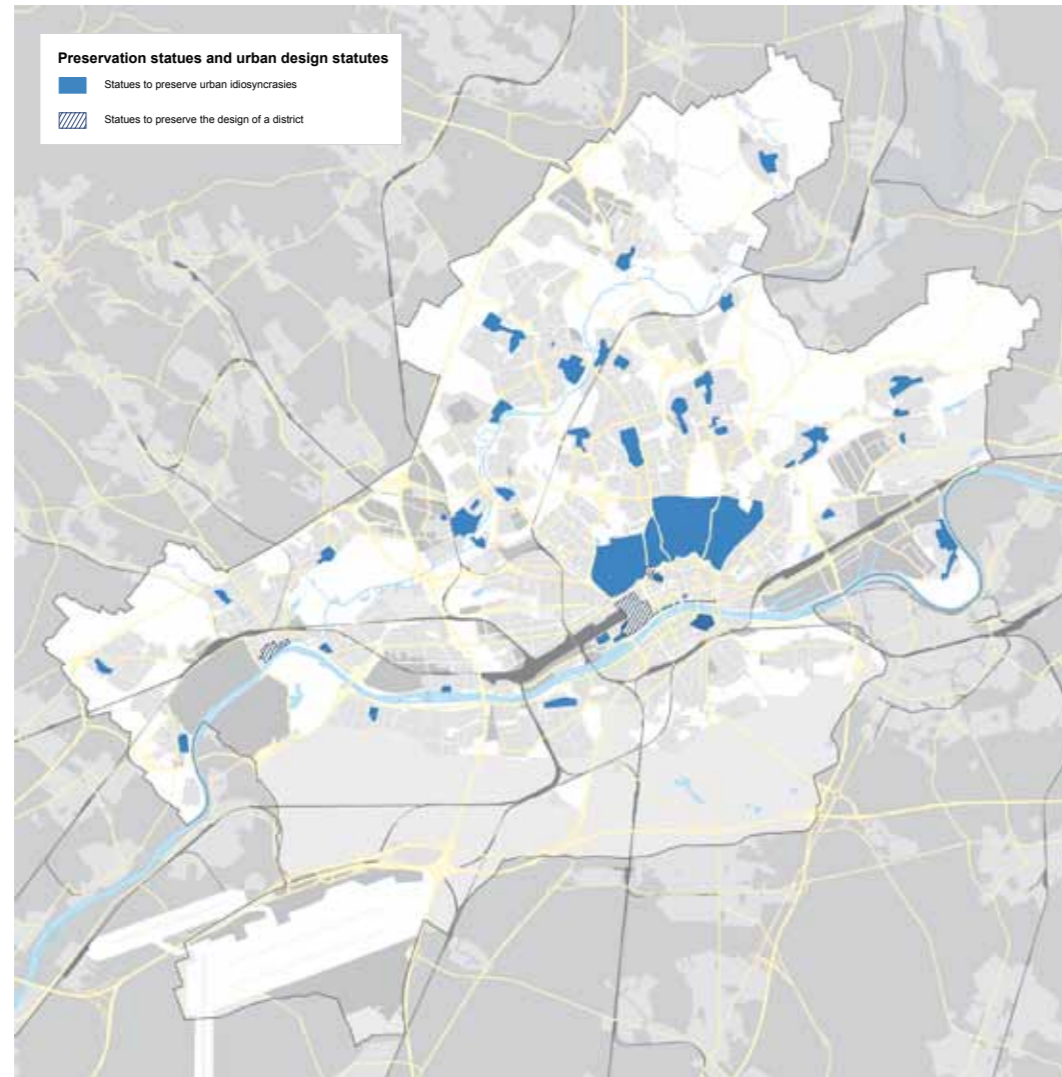 Preservation statues and urban design statutes
Statues to preserve urban idiosyncrasies
Statues to preserve the design of a district